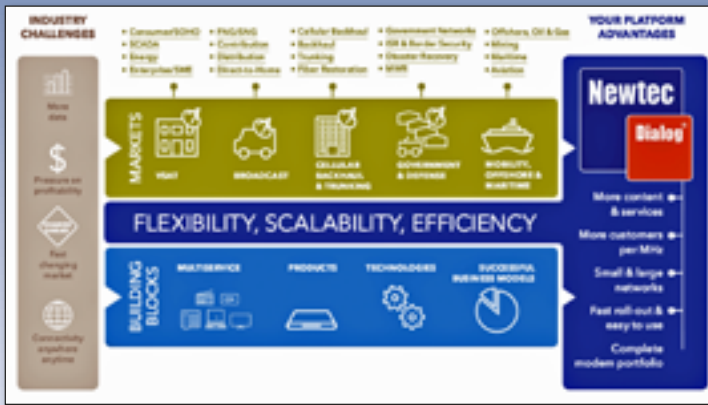 INDUSTRY
CHALLENGES
More
data
Pressure on
profitability
Fast
changing
market
Connectivity
anywhere
anytime
• Consumer/SOHO
• SCADA
• Energy
• Enterprise/SME
• Contribution
• Distribution
• Direct-to-Home
• Cellular Backhaul
• Backhaul
• Trunking
• Fiber Restoration
• Government Networks
• ISR & Border Security
• Disaster Recovery
• Offshore, Oil & Gas
• Mining
• Maritime
• Aviation
MARKETS
VSAT
BROADCAST
CELLULAR
BACKHAUL
& TRUNKING
GOVERNMENT
& DEFENSE
MOBILITY,
OFFSHORE &
MARITIME
FLEXIBILITY, SCALABILITY, EFFICIENCY
BUILDING
BLOCKS
MULTISERVICE
PRODUCTS
TECHNOLOGIES
SUCCESSFUL
BUSINESS MODELS
YOUR PLATFORM
ADVANTAGES
Newtec
Dialog
More content
& services
More customers
per MHz
Small & large
networks
Fast roll-out &
easy to use
Complete
modem portfolio